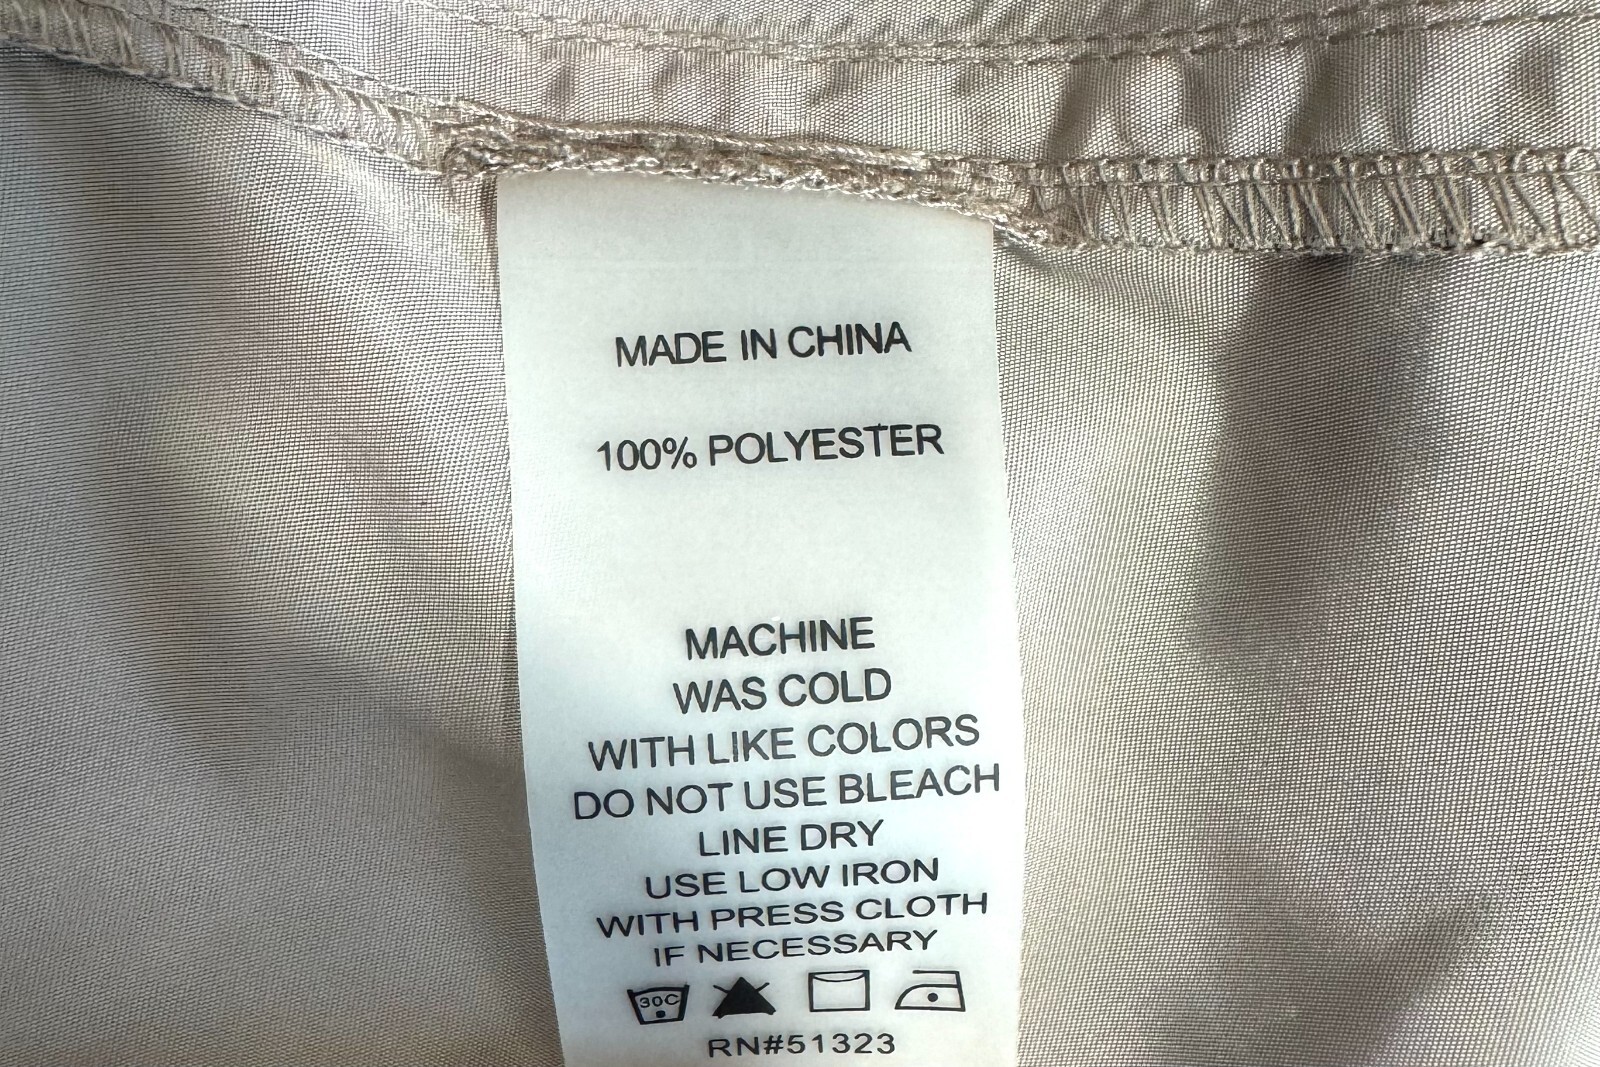 MADE IN CHINA
100% POLYESTER
MACHINE
WAS COLD
WITH LIKE COLORS
DO NOT USE BLEACH
LINE DRY
USE LOW IRON
WITH PRESS CLOTH
IF NECESSARY
30C
RN#51323